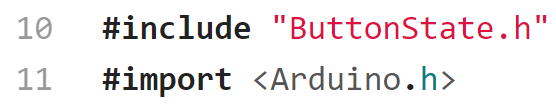 10 #include "ButtonState.h"
11 #import <Arduino.h>